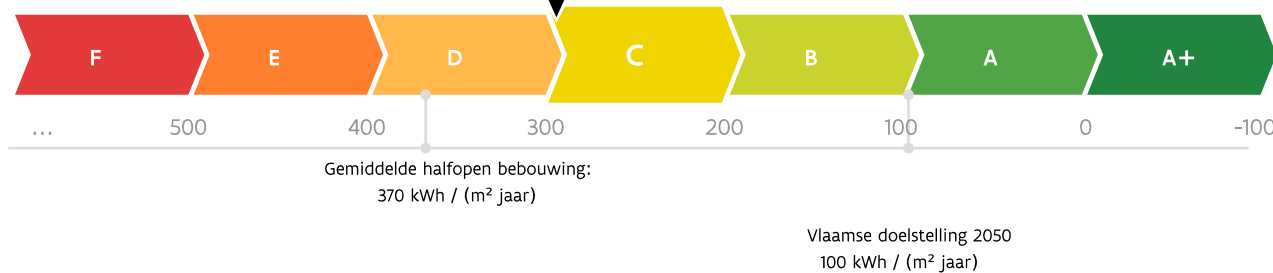 F E D C B A A+
... 500 400 300 200 100 0 -100
Gemiddelde halfopen bebouwing:
370 kWh / (m² jaar)
Vlaamse doelstelling 2050
100 kWh / (m² jaar)